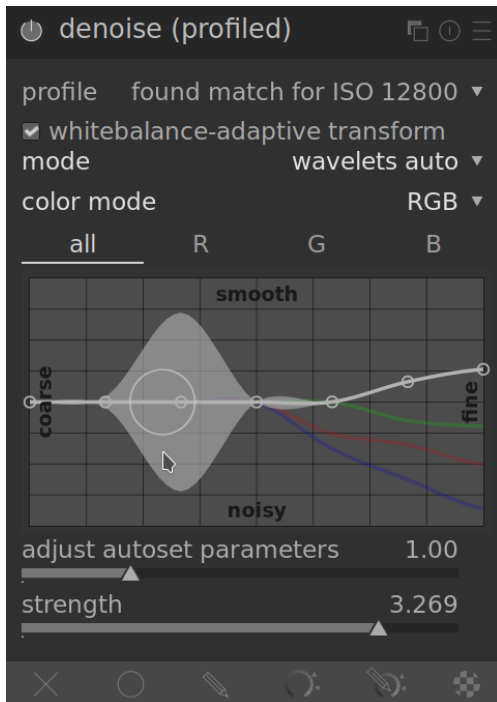 denoise (profiled)
profile found match for ISO 12800
whitebalance-adaptive transform
mode wavelets auto
color mode RGB
all R G B
smooth
coarse
fine
noisy
adjust autoset parameters 1.00
strength 3.269